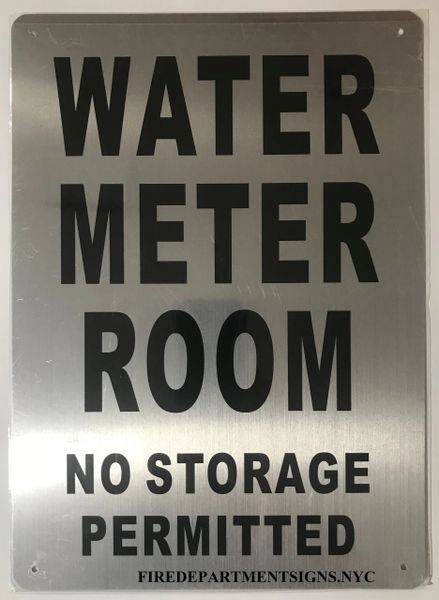 WATER
METER
ROOM
NO STORAGE
PERMITTED
FIREDEPARTMENTSIGNS.NYC